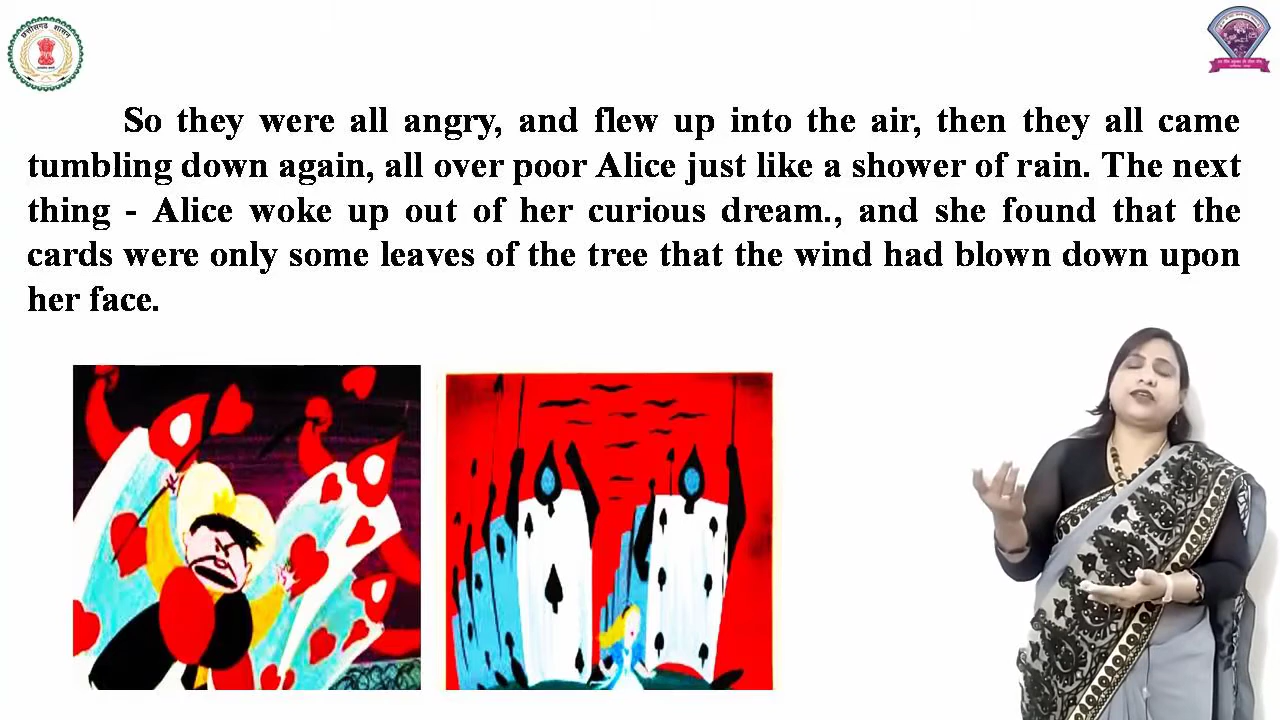 छत्तीसगढ़ शासन
So they were all angry, and flew up into the air, then they all came
tumbling down again, all over poor Alice just like a shower of rain. The next
thing - Alice woke up out of her curious dream., and she found that the
cards were only some leaves of the tree that the wind had blown down upon
her face.